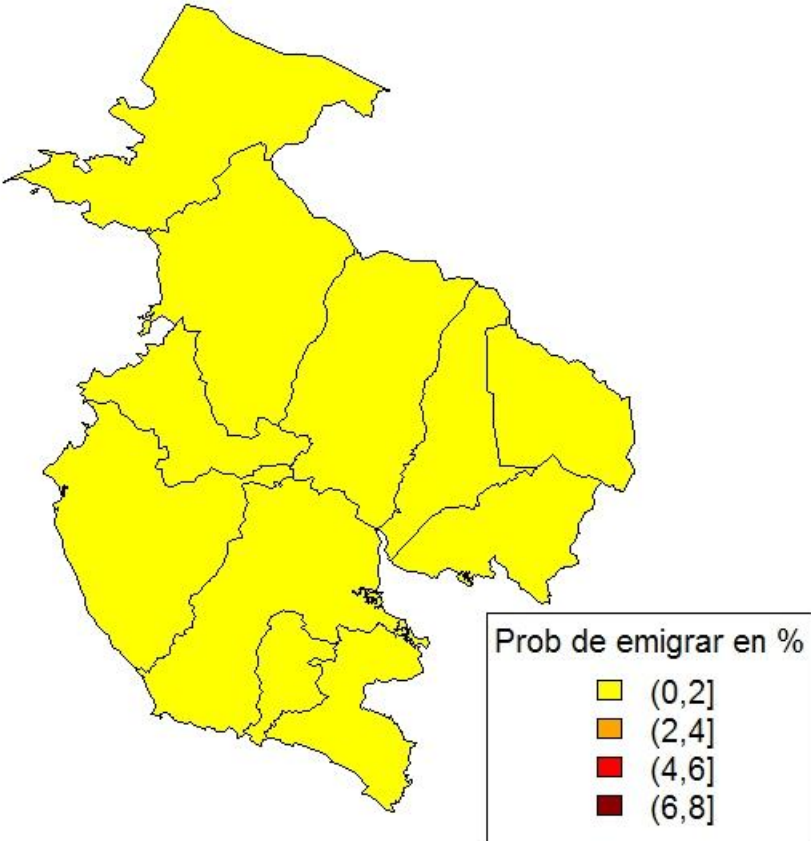 Prob de emigrar en %
(0,2]
(2,4]
(4,6]
(6,8]